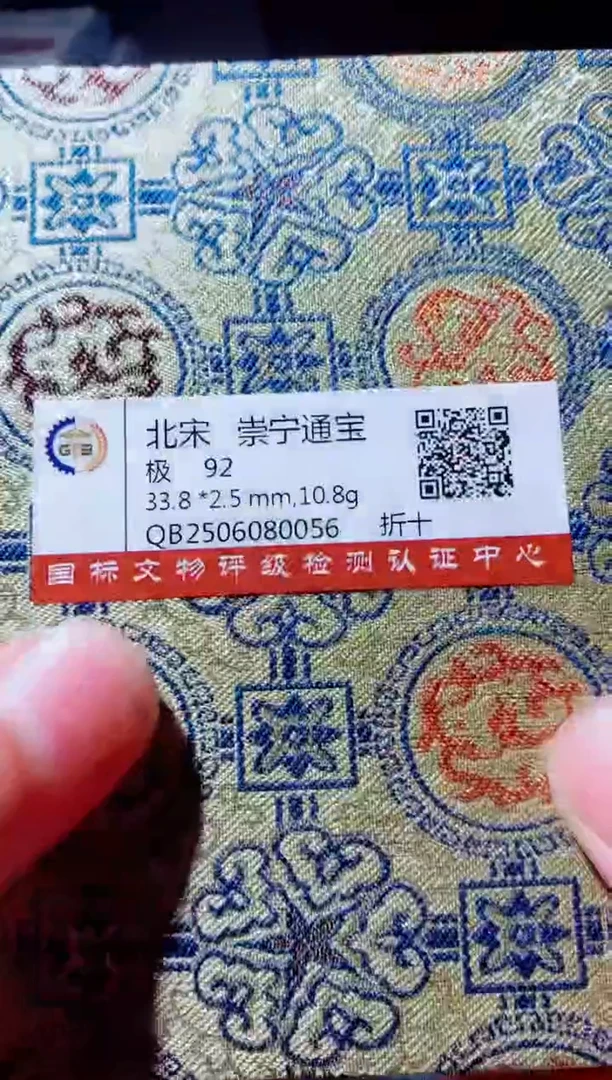 GTB
北宋 崇宁通宝
极 92
33.8 *2.5 mm,10.8g
QB2506080056 折十
国标文物评级检测认证中心